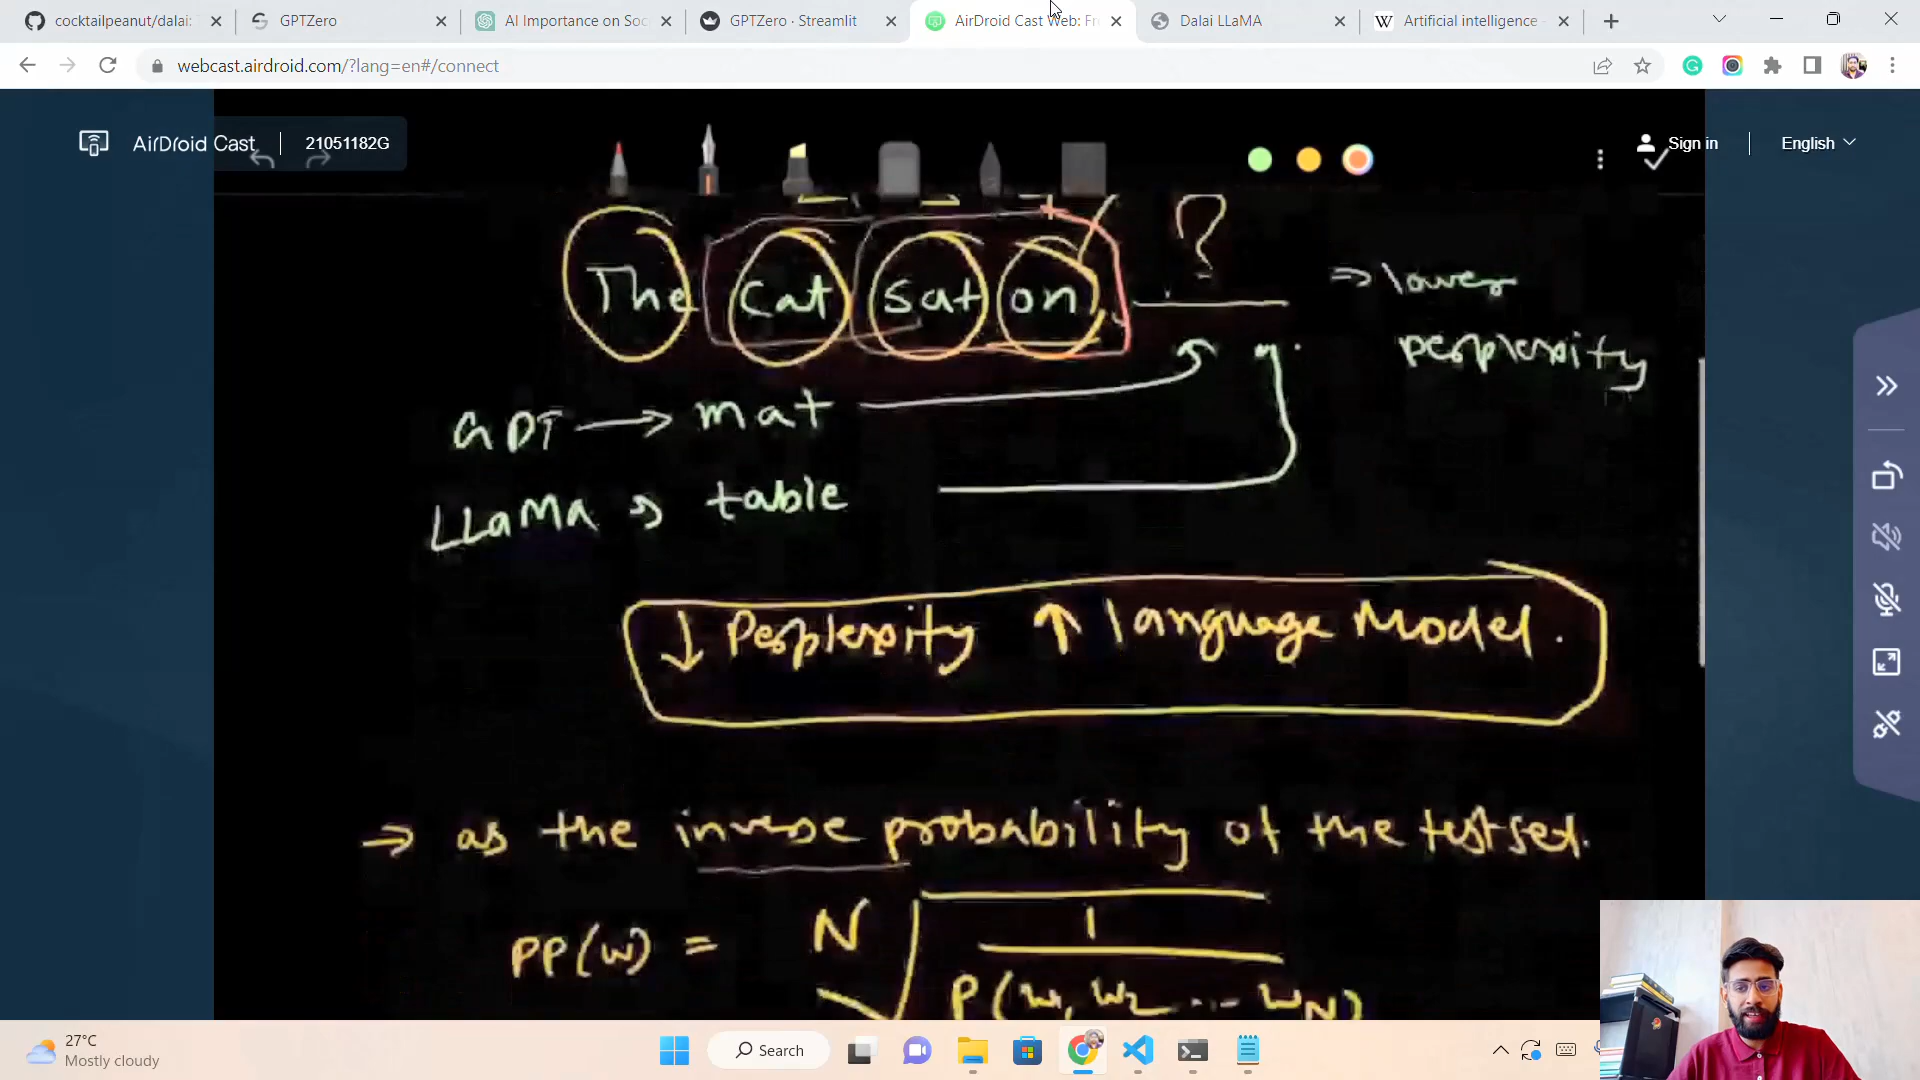 cocktailpeanut/dalai:
GPTZero
AI Importance on Soc
GPTZero · Streamlit
AirDroid Cast Web: Fr
Dalai LLaMA
Artificial intelligence
webcast.airdroid.com/?lang=en#/connect
AirDroid Cast
21051182G
Sign in
English
The cat sat on ?
⇒ lower
perplexity
GPT → mat
LLaMA → table
↓ Perplexity ↑ language Model.
→ as the inverse probability of the test set.
PP(w) = N√ 1
P(w1, w2 ... wN)
27°C
Mostly cloudy
Search